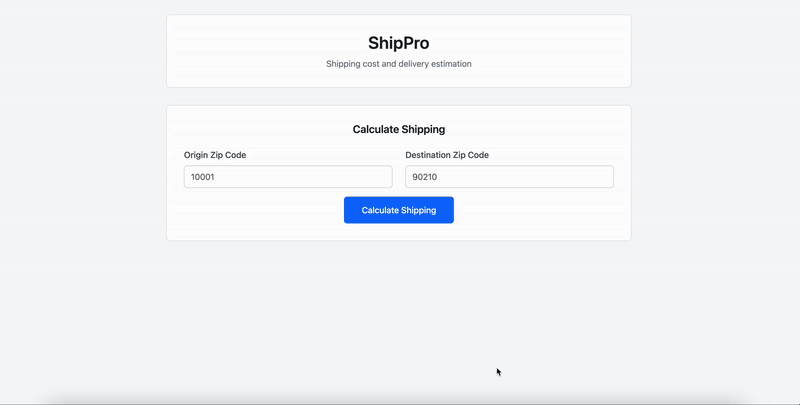 ShipPro
Shipping cost and delivery estimation
Calculate Shipping
Origin Zip Code
Destination Zip Code
10001
90210
Calculate Shipping